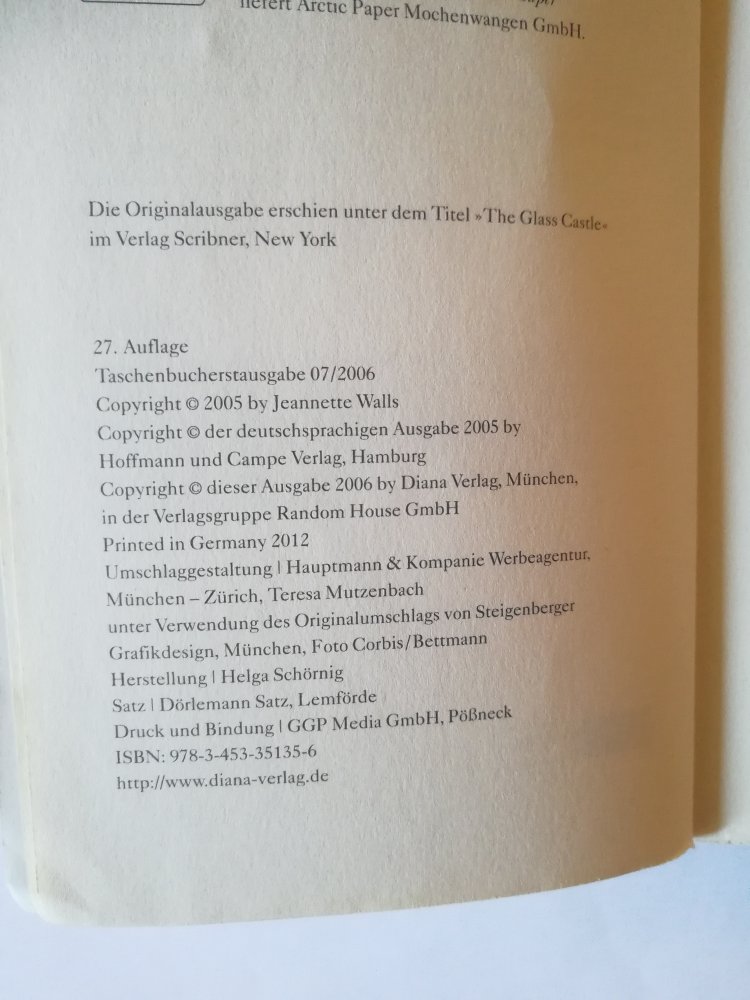 liefert Arctic Paper Mochenwangen GmbH.
Die Originalausgabe erschien unter dem Titel »The Glass Castle«
im Verlag Scribner, New York
27. Auflage
Taschenbucherstausgabe 07/2006
Copyright © 2005 by Jeannette Walls
Copyright © der deutschsprachigen Ausgabe 2005 by
Hoffmann und Campe Verlag, Hamburg
Copyright © dieser Ausgabe 2006 by Diana Verlag, München,
in der Verlagsgruppe Random House GmbH
Printed in Germany 2012
Umschlaggestaltung | Hauptmann & Kompanie Werbeagentur,
München – Zürich, Teresa Mutzenbach
unter Verwendung des Originalumschlags von Steigenberger
Grafikdesign, München, Foto Corbis/Bettmann
Herstellung | Helga Schörnig
Satz | Dörlemann Satz, Lemförde
Druck und Bindung | GGP Media GmbH, Pößneck
ISBN: 978-3-453-35135-6
http://www.diana-verlag.de